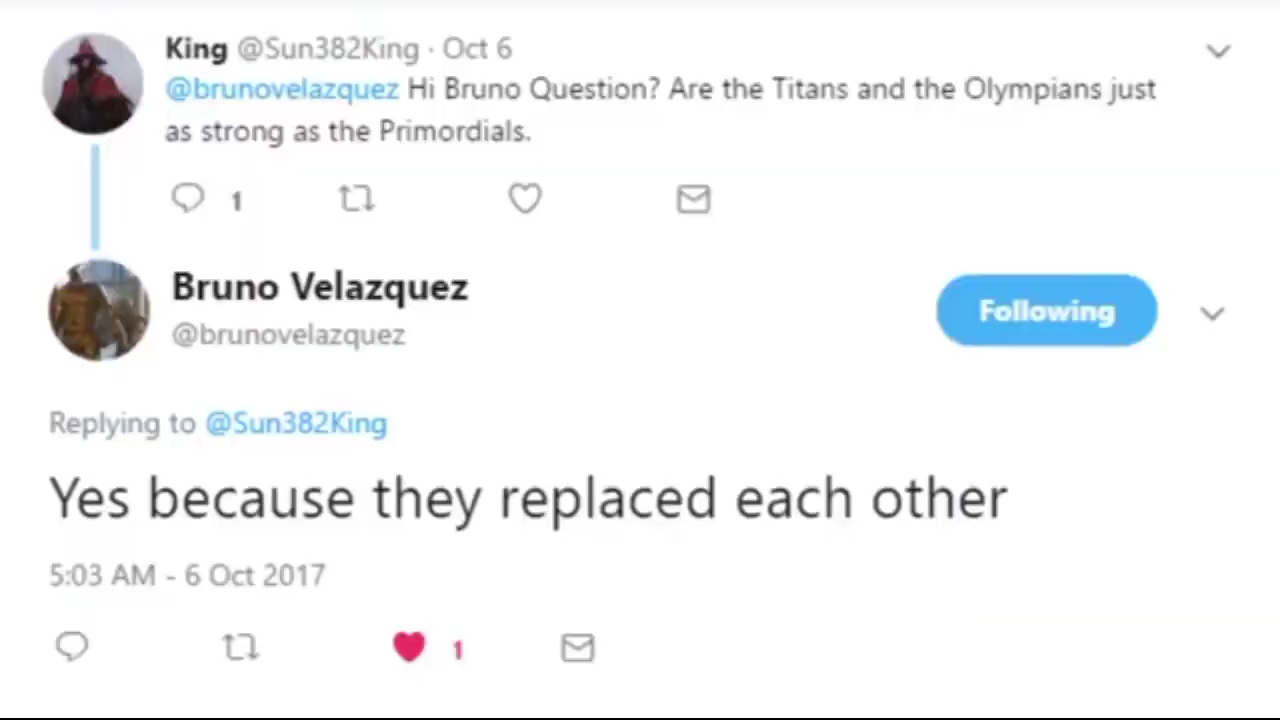 King @Sun382King · Oct 6
@brunovelazquez Hi Bruno Question? Are the Titans and the Olympians just
as strong as the Primordials.
1
Bruno Velazquez
@brunovelazquez
Following
Replying to @Sun382King
Yes because they replaced each other
5:03 AM - 6 Oct 2017
1